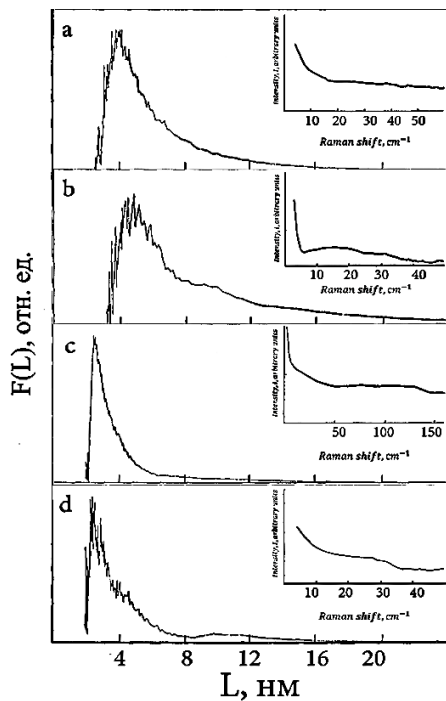 a
Intensity, I, arbitrary units
10 20 30 40 50
Raman shift, cm⁻¹
b
Intensity, I, arbitrary units
10 20 30 40
Raman shift, cm⁻¹
F(L), отн. ед.
c
Intensity, I, arbitrary units
50 100 150
Raman shift, cm⁻¹
d
Intensity, I, arbitrary units
10 20 30 40
Raman shift, cm⁻¹
4 8 12 16 20
L, нм